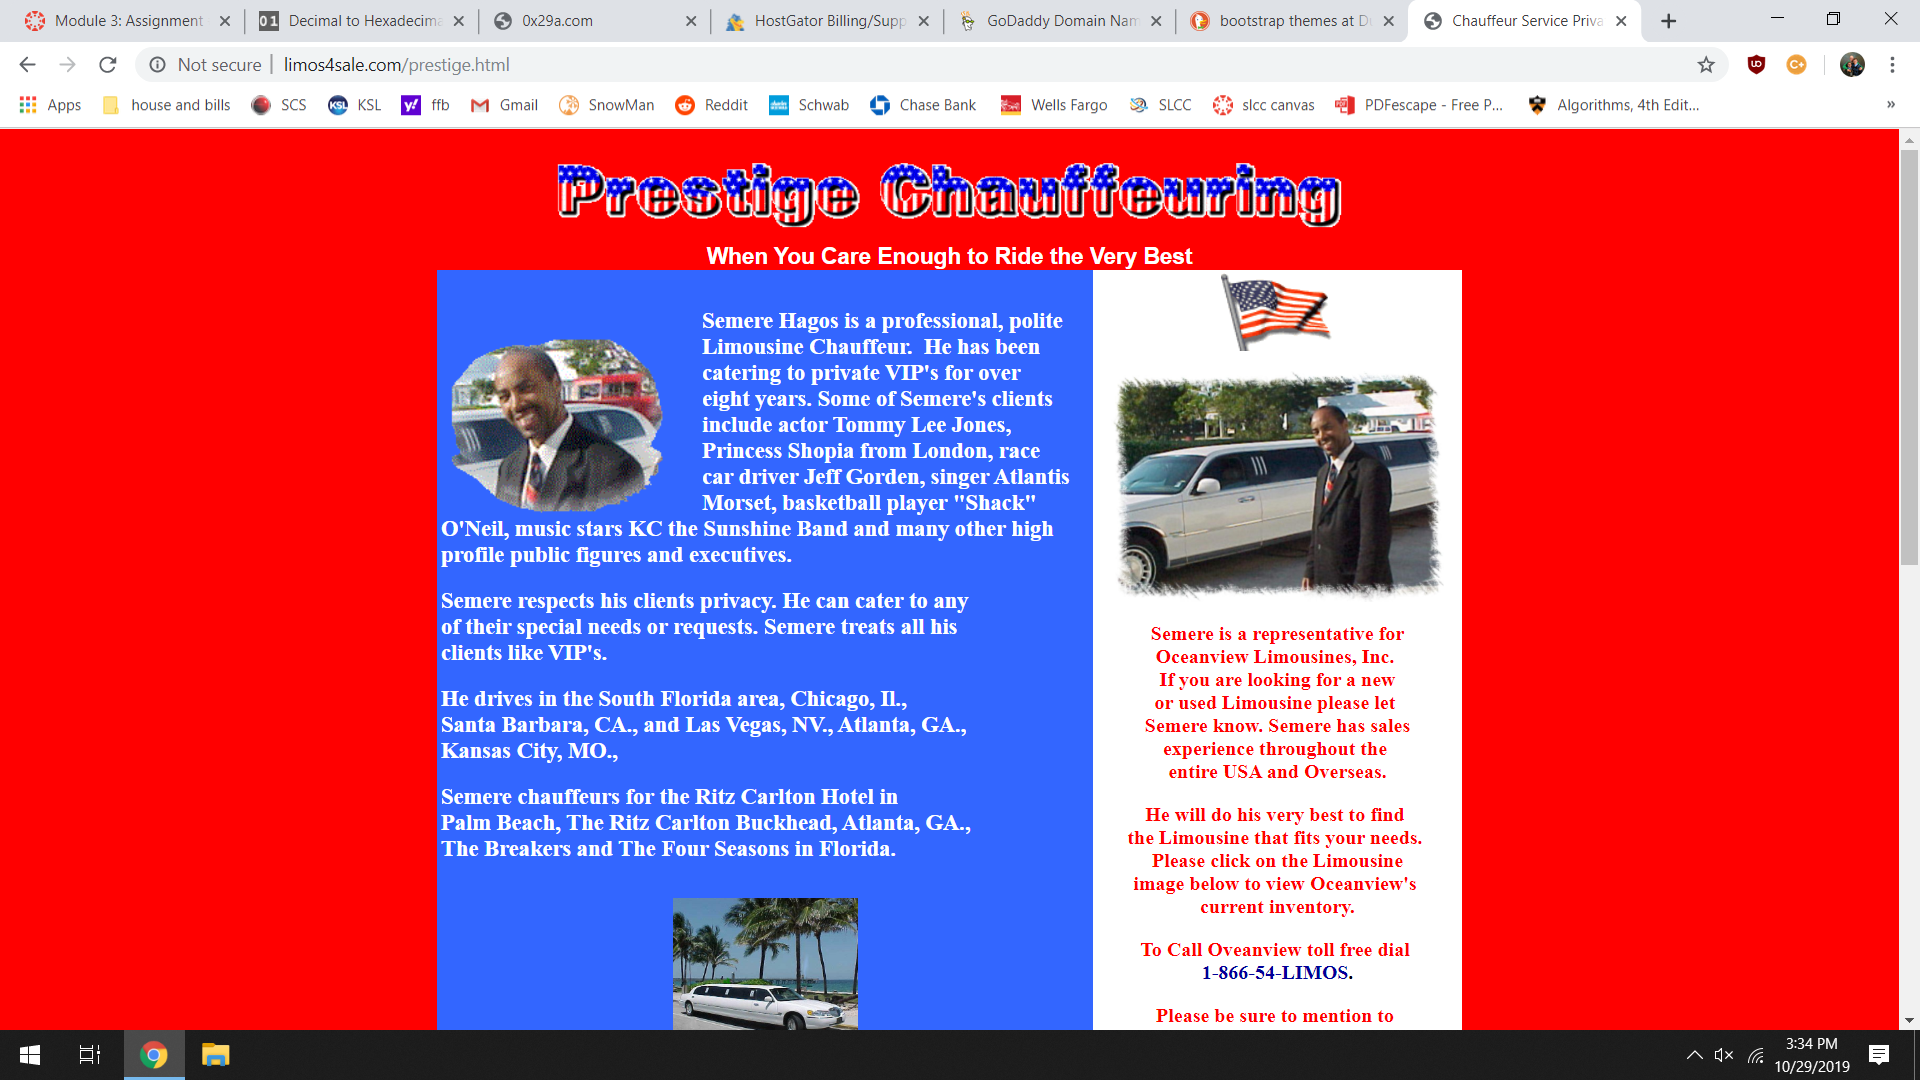 Module 3: Assignment
Decimal to Hexadecima
0x29a.com
HostGator Billing/Supp
GoDaddy Domain Nam
bootstrap themes at D
Chauffeur Service Priva
Not secure | limos4sale.com/prestige.html
Apps
house and bills
SCS
KSL
KSL
y!
ffb
Gmail
SnowMan
Reddit
Schwab
Chase Bank
Wells Fargo
SLCC
slcc canvas
PDFescape - Free P...
Algorithms, 4th Edit...
»
Prestige Chauffeuring
When You Care Enough to Ride the Very Best
Semere Hagos is a professional, polite
Limousine Chauffeur. He has been
catering to private VIP's for over
eight years. Some of Semere's clients
include actor Tommy Lee Jones,
Princess Shopia from London, race
car driver Jeff Gorden, singer Atlantis
Morset, basketball player "Shack"
O'Neil, music stars KC the Sunshine Band and many other high
profile public figures and executives.
Semere respects his clients privacy. He can cater to any
of their special needs or requests. Semere treats all his
clients like VIP's.
He drives in the South Florida area, Chicago, Il.,
Santa Barbara, CA., and Las Vegas, NV., Atlanta, GA.,
Kansas City, MO.,
Semere chauffeurs for the Ritz Carlton Hotel in
Palm Beach, The Ritz Carlton Buckhead, Atlanta, GA.,
The Breakers and The Four Seasons in Florida.
Semere is a representative for
Oceanview Limousines, Inc.
If you are looking for a new
or used Limousine please let
Semere know. Semere has sales
experience throughout the
entire USA and Overseas.
He will do his very best to find
the Limousine that fits your needs.
Please click on the Limousine
image below to view Oceanview's
current inventory.
To Call Oveanview toll free dial
1-866-54-LIMOS.
Please be sure to mention to
3:34 PM
10/29/2019